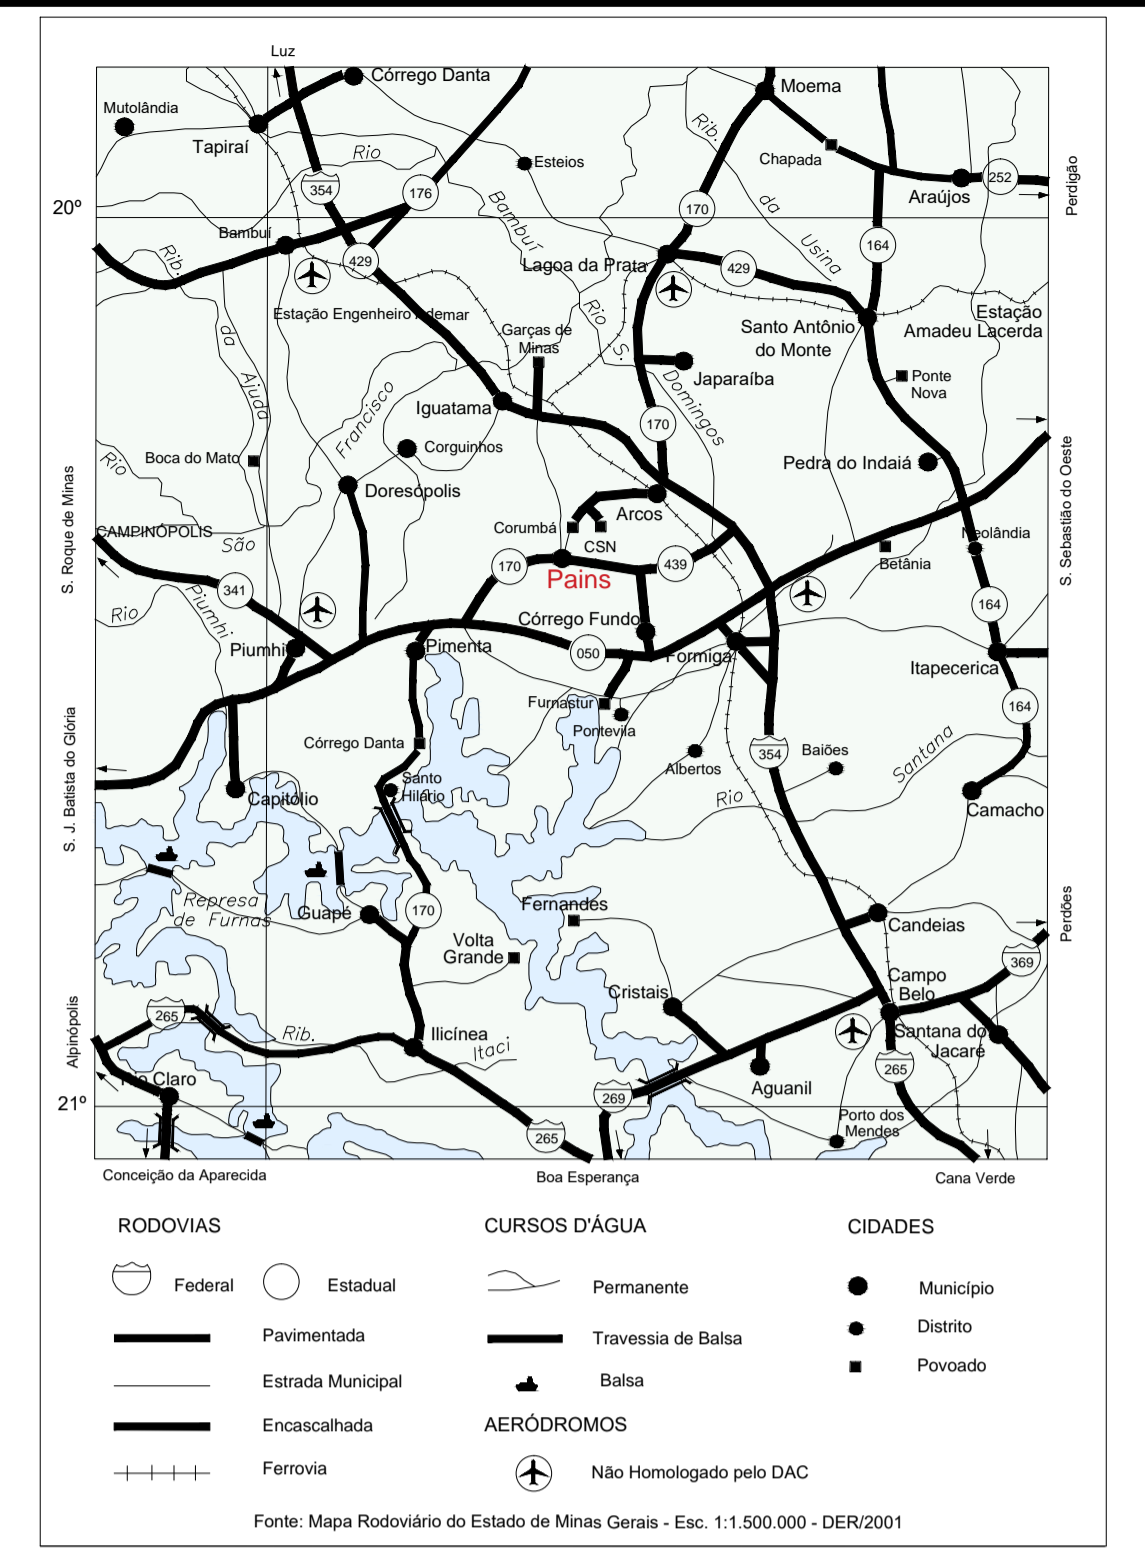 Luz
Córrego Danta
Moema
Mutolândia
Tapiraí
Rio
Esteios
Rib.
Chapada
Perdigão
354
176
252
Araújos
20º
170
da
Bambuí
Bambuí
164
Usina
Rib.
429
Lagoa da Prata
429
Estação Engenheiro Ademar
Rio
S.
Domingos
Santo Antônio
do Monte
Estação
Amadeu Lacerda
Garças de
Minas
da
Ajuda
Japaraíba
Ponte
Nova
Francisco
Iguatama
170
Corguinhos
Boca do Mato
Rio
Pedra do Indaiá
S. Roque de Minas
S. Sebastião do Oeste
Doresópolis
Arcos
CAMPINÓPOLIS
São
Corumbá
CSN
Neolândia
Betânia
170
Pains
439
341
Piumhi
Rio
164
Córrego Fundo
Piumhi
Pimenta
050
Formiga
Itapecerica
Furnastur
Pontevila
164
S. J. Batista do Glória
Córrego Danta
Albertos
354
Baiões
Santana
Rio
Santo
Hilário
Capitólio
Camacho
Represa
de Furnas
Guapé
170
Fernandes
Volta
Grande
Candeias
Perdões
369
Cristais
Campo
Belo
Alpinópolis
265
Rib.
Ilicínea
Itaci
Santana do
Jacaré
Rio Claro
Aguanil
265
269
21º
265
Porto dos
Mendes
Conceição da Aparecida
Boa Esperança
Cana Verde
RODOVIAS
CURSOS D'ÁGUA
CIDADES
Federal
Estadual
Permanente
Município
Pavimentada
Travessia de Balsa
Distrito
Estrada Municipal
Balsa
Povoado
Encascalhada
AERÓDROMOS
Ferrovia
Não Homologado pelo DAC
Fonte: Mapa Rodoviário do Estado de Minas Gerais - Esc. 1:1.500.000 - DER/2001